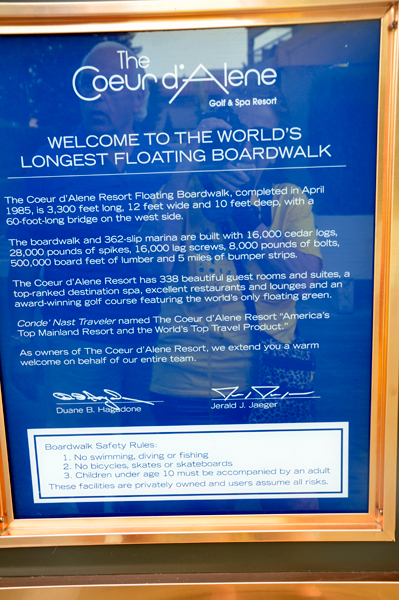 The
Coeur d'Alene
Golf & Spa Resort
WELCOME TO THE WORLD'S
LONGEST FLOATING BOARDWALK
The Coeur d'Alene Resort Floating Boardwalk, completed in April
1985, is 3,300 feet long, 12 feet wide and 10 feet deep, with a
60-foot-long bridge on the west side.
The boardwalk and 362-slip marina are built with 16,000 cedar logs,
28,000 pounds of spikes, 16,000 lag screws, 8,000 pounds of bolts,
500,000 board feet of lumber and 5 miles of bumper strips.
The Coeur d'Alene Resort has 338 beautiful guest rooms and suites, a
top-ranked destination spa, excellent restaurants and lounges and an
award-winning golf course featuring the world's only floating green.
Conde' Nast Traveler named The Coeur d'Alene Resort "America's
Top Mainland Resort and the World's Top Travel Product."
As owners of The Coeur d'Alene Resort, we extend you a warm
welcome on behalf of our entire team.
Duane B. Hagadone Jerald J. Jaeger
Boardwalk Safety Rules:
1. No swimming, diving or fishing
2. No bicycles, skates or skateboards
3. Children under age 10 must be accompanied by an adult
These facilities are privately owned and users assume all risks.